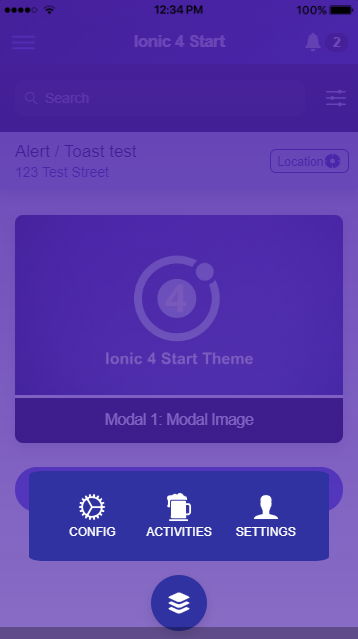 12:34 PM
100%
Ionic 4 Start
2
Search
Alert / Toast test
123 Test Street
Location
4
Ionic 4 Start Theme
Modal 1: Modal Image
CONFIG
ACTIVITIES
SETTINGS